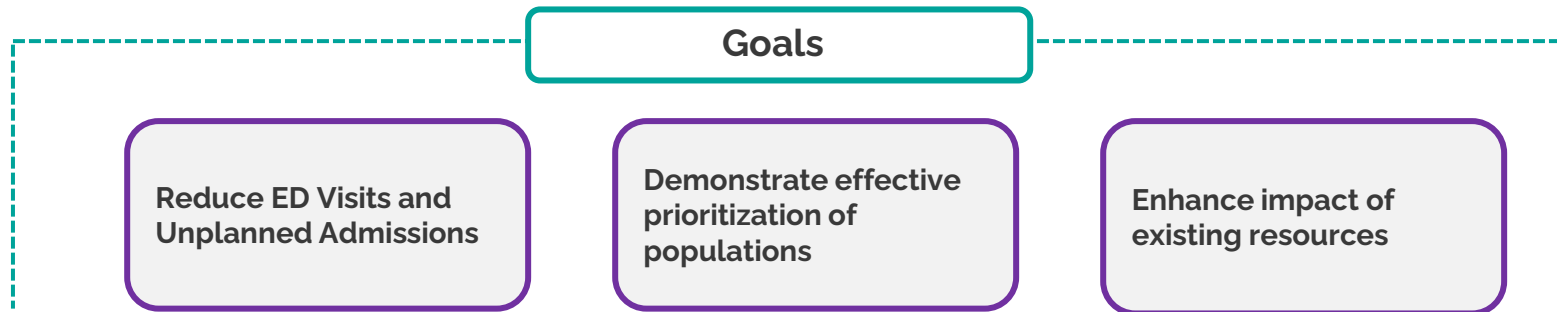 Goals
Reduce ED Visits and
Unplanned Admissions
Demonstrate effective
prioritization of
populations
Enhance impact of
existing resources